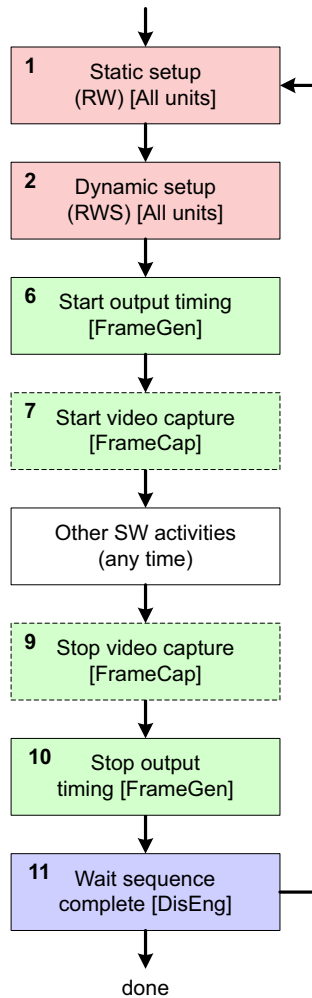 1
Static setup
(RW) [All units]
2
Dynamic setup
(RWS) [All units]
6
Start output timing
[FrameGen]
7
Start video capture
[FrameCap]
Other SW activities
(any time)
9
Stop video capture
[FrameCap]
10
Stop output
timing [FrameGen]
11
Wait sequence
complete [DisEng]
done